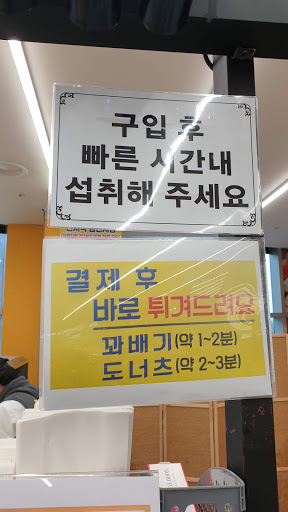 구입 후
빠른 시간내
섭취해 주세요
결제 후
바로 튀겨드려요
꽈배기(약 1~2분)
도너츠(약 2~3분)